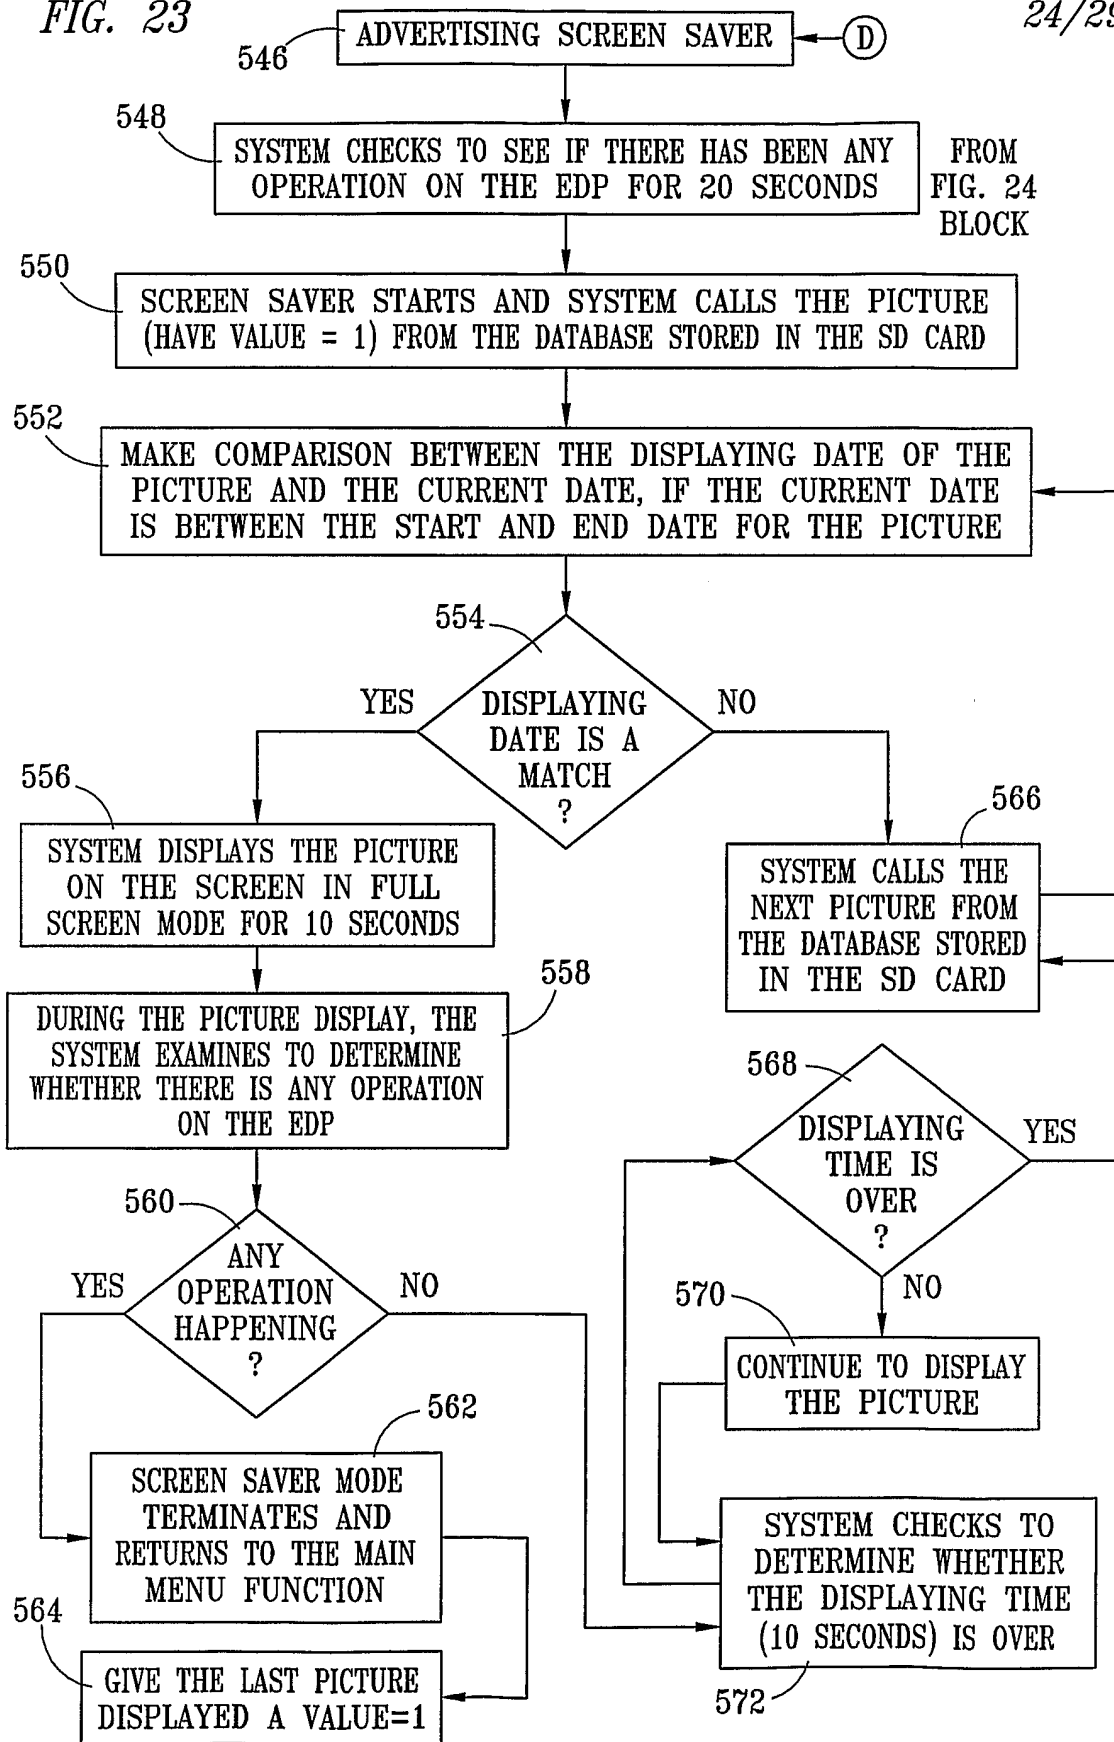 FIG. 23
24/29
546
ADVERTISING SCREEN SAVER
D
548
SYSTEM CHECKS TO SEE IF THERE HAS BEEN ANY
OPERATION ON THE EDP FOR 20 SECONDS
FROM
FIG. 24
BLOCK
550
SCREEN SAVER STARTS AND SYSTEM CALLS THE PICTURE
(HAVE VALUE = 1) FROM THE DATABASE STORED IN THE SD CARD
552
MAKE COMPARISON BETWEEN THE DISPLAYING DATE OF THE
PICTURE AND THE CURRENT DATE, IF THE CURRENT DATE
IS BETWEEN THE START AND END DATE FOR THE PICTURE
554
YES
DISPLAYING
DATE IS A
MATCH
?
NO
556
SYSTEM DISPLAYS THE PICTURE
ON THE SCREEN IN FULL
SCREEN MODE FOR 10 SECONDS
566
SYSTEM CALLS THE
NEXT PICTURE FROM
THE DATABASE STORED
IN THE SD CARD
558
DURING THE PICTURE DISPLAY, THE
SYSTEM EXAMINES TO DETERMINE
WHETHER THERE IS ANY OPERATION
ON THE EDP
568
DISPLAYING
TIME IS
OVER
?
YES
NO
560
YES
ANY
OPERATION
HAPPENING
?
NO
570
CONTINUE TO DISPLAY
THE PICTURE
562
SCREEN SAVER MODE
TERMINATES AND
RETURNS TO THE MAIN
MENU FUNCTION
SYSTEM CHECKS TO
DETERMINE WHETHER
THE DISPLAYING TIME
(10 SECONDS) IS OVER
572
564
GIVE THE LAST PICTURE
DISPLAYED A VALUE=1